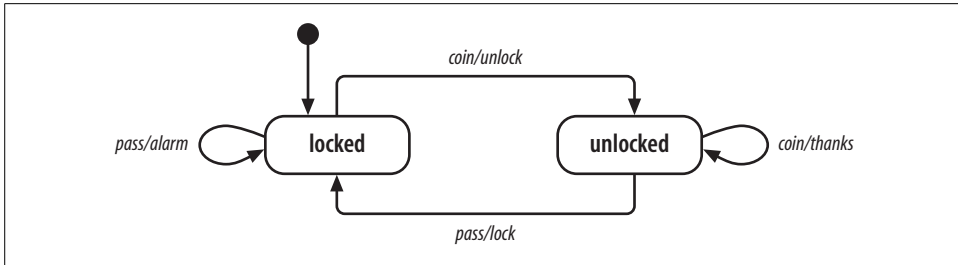 coin/unlock
pass/alarm
locked
unlocked
coin/thanks
pass/lock